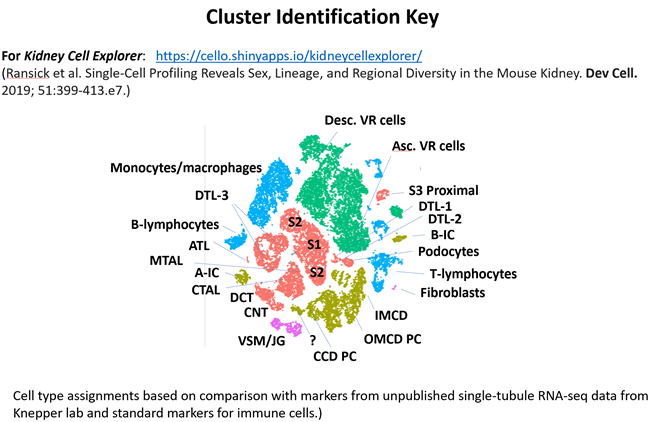 Cluster Identification Key
For Kidney Cell Explorer: https://cello.shinyapps.io/kidneycellexplorer/
(Ransick et al. Single-Cell Profiling Reveals Sex, Lineage, and Regional Diversity in the Mouse Kidney. Dev Cell.
2019; 51:399-413.e7.)
Desc. VR cells
Asc. VR cells
Monocytes/macrophages
DTL-3
S3 Proximal
DTL-1
DTL-2
B-lymphocytes
S2
B-IC
ATL
S1
Podocytes
MTAL
A-IC
S2
T-lymphocytes
CTAL
Fibroblasts
DCT
CNT
IMCD
VSM/JG
?
OMCD PC
CCD PC
Cell type assignments based on comparison with markers from unpublished single-tubule RNA-seq data from
Knepper lab and standard markers for immune cells.)